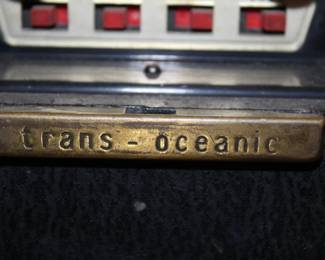 trans - oceanic